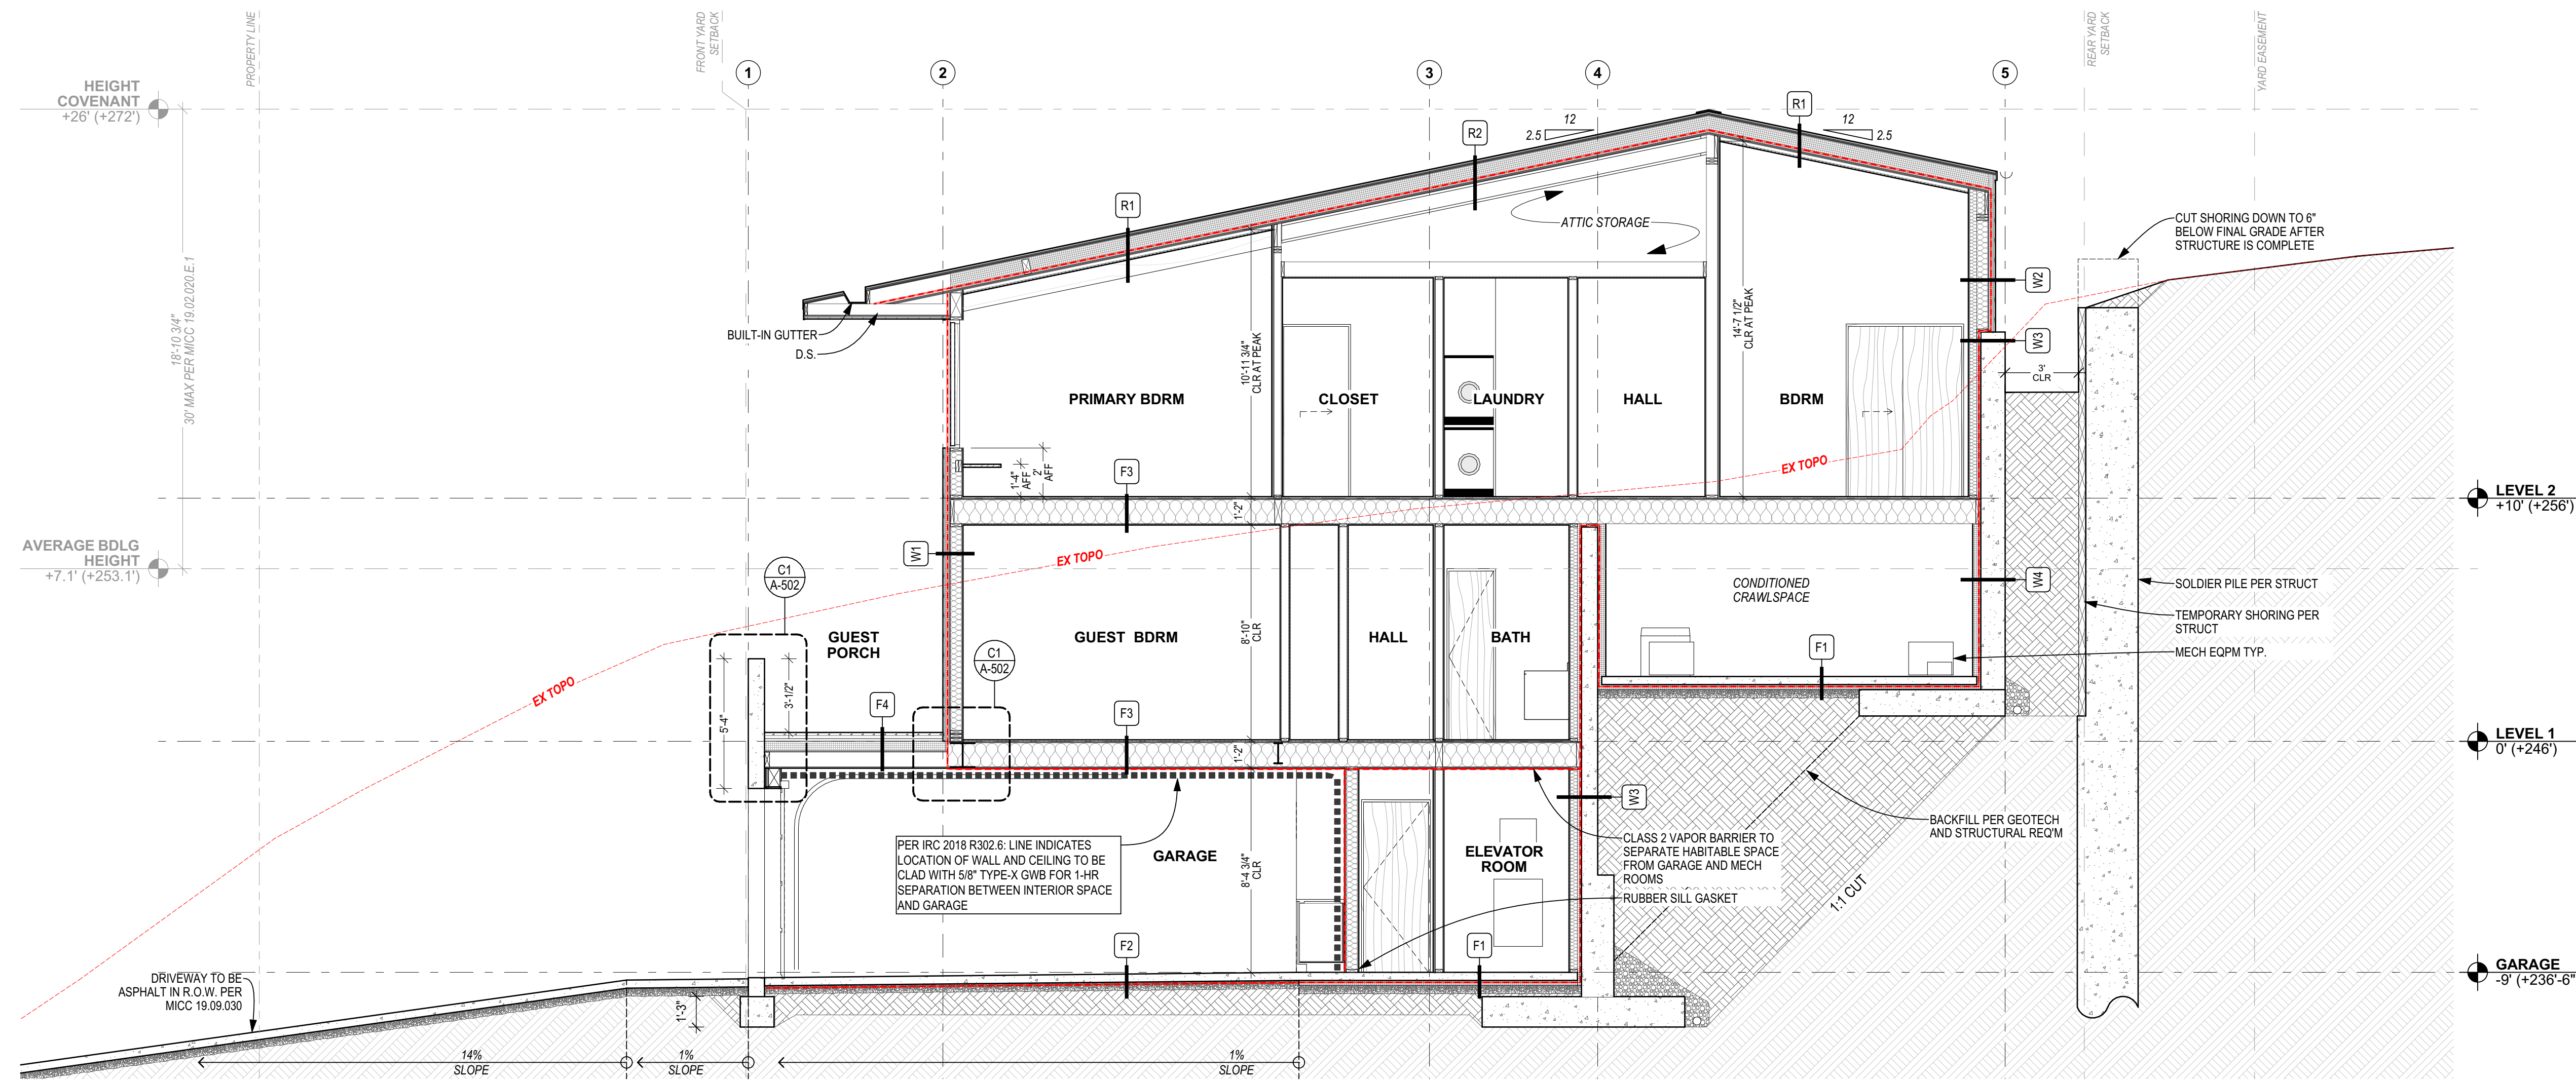 PROPERTY LINE
FRONT YARD
SETBACK
REAR YARD
SETBACK
YARD EASEMENT
1
2
3
4
5
HEIGHT
COVENANT
+26' (+272')
18'-10 3/4"
30' MAX PER MICC 19.02.020.E.1
AVERAGE BDLG
HEIGHT
+7.1' (+253.1')
R1
R2
R1
12
2.5
12
2.5
ATTIC STORAGE
CUT SHORING DOWN TO 6"
BELOW FINAL GRADE AFTER
STRUCTURE IS COMPLETE
W2
W3
BUILT-IN GUTTER
D.S.
10'-11 3/4"
CLR AT PEAK
14'-7 1/2"
CLR AT PEAK
3'
CLR
PRIMARY BDRM
CLOSET
LAUNDRY
HALL
BDRM
1'-4"
AFF
2'
AFF
F3
EX TOPO
LEVEL 2
+10' (+256')
1'-2"
W1
EX TOPO
C1
A-502
CONDITIONED
CRAWLSPACE
W4
SOLDIER PILE PER STRUCT
TEMPORARY SHORING PER
STRUCT
MECH EQPM TYP.
GUEST
PORCH
GUEST BDRM
8'-10"
CLR
HALL
BATH
C1
A-502
F1
EX TOPO
5'-4"
3'-1/2"
F4
F3
1'-2"
LEVEL 1
0' (+246')
W3
PER IRC 2018 R302.6: LINE INDICATES
LOCATION OF WALL AND CEILING TO BE
CLAD WITH 5/8" TYPE-X GWB FOR 1-HR
SEPARATION BETWEEN INTERIOR SPACE
AND GARAGE
GARAGE
8'-4 3/4"
CLR
ELEVATOR
ROOM
CLASS 2 VAPOR BARRIER TO
SEPARATE HABITABLE SPACE
FROM GARAGE AND MECH
ROOMS
RUBBER SILL GASKET
BACKFILL PER GEOTECH
AND STRUCTURAL REQ'M
1:1 CUT
F2
F1
GARAGE
-9' (+236'-6"
DRIVEWAY TO BE
ASPHALT IN R.O.W. PER
MICC 19.09.030
1'-3"
14%
SLOPE
1%
SLOPE
1%
SLOPE